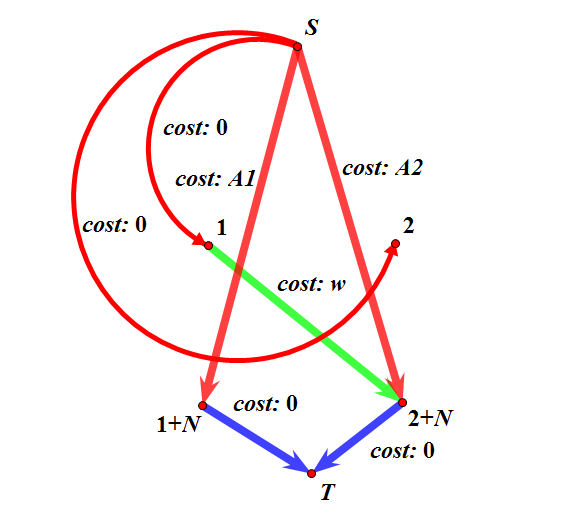 S
cost: 0
cost: A2
cost: A1
cost: 0
1
2
cost: w
cost: 0
1+N
2+N
cost: 0
T